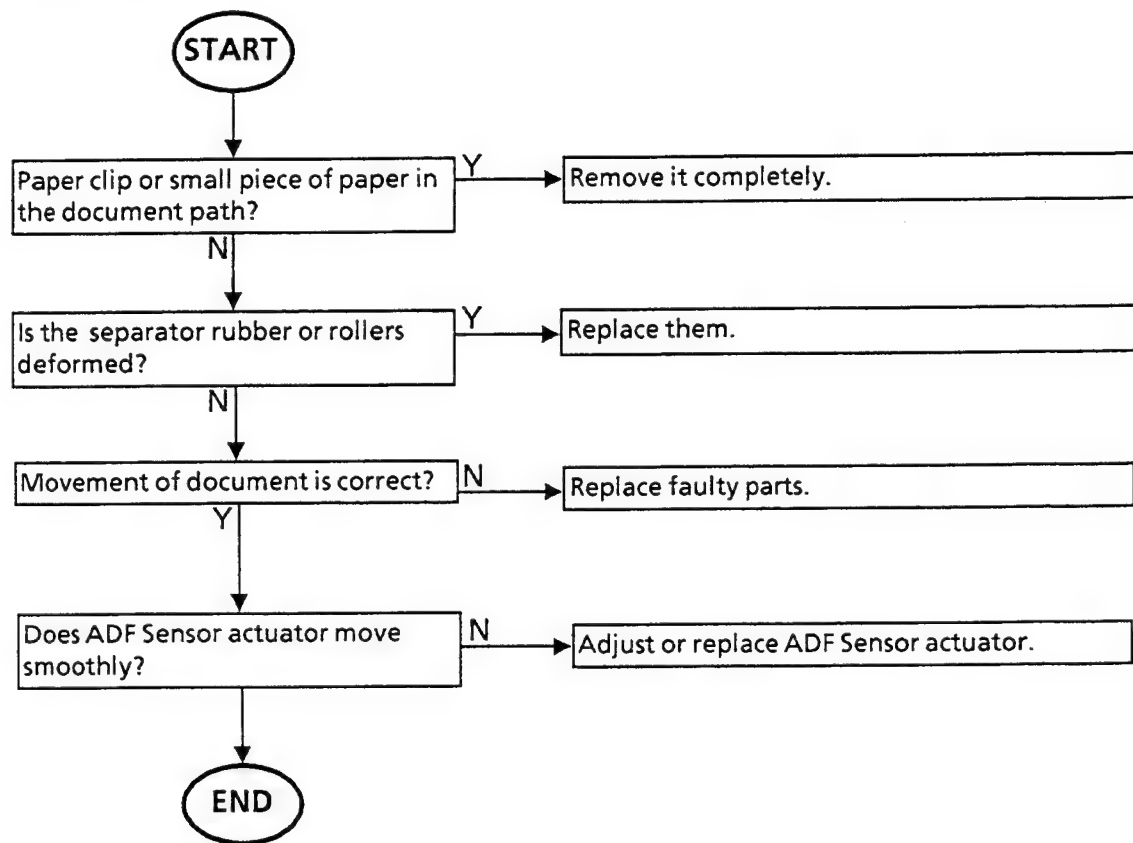 START
Paper clip or small piece of paper in
the document path?
Y
Remove it completely.
N
Is the separator rubber or rollers
deformed?
Y
Replace them.
N
Movement of document is correct?
N
Replace faulty parts.
Y
Does ADF Sensor actuator move
smoothly?
N
Adjust or replace ADF Sensor actuator.
END